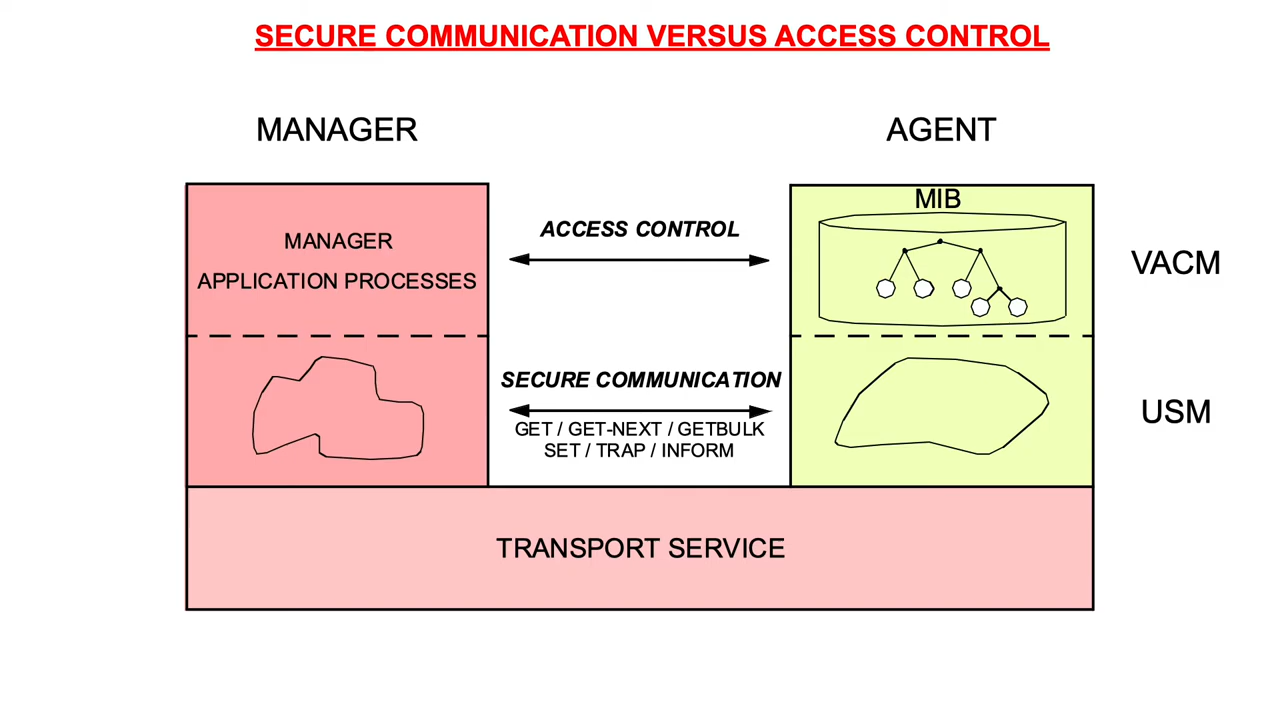 SECURE COMMUNICATION VERSUS ACCESS CONTROL
MANAGER
AGENT
MIB
MANAGER
APPLICATION PROCESSES
ACCESS CONTROL
VACM
SECURE COMMUNICATION
GET / GET-NEXT / GETBULK
SET / TRAP / INFORM
USM
TRANSPORT SERVICE